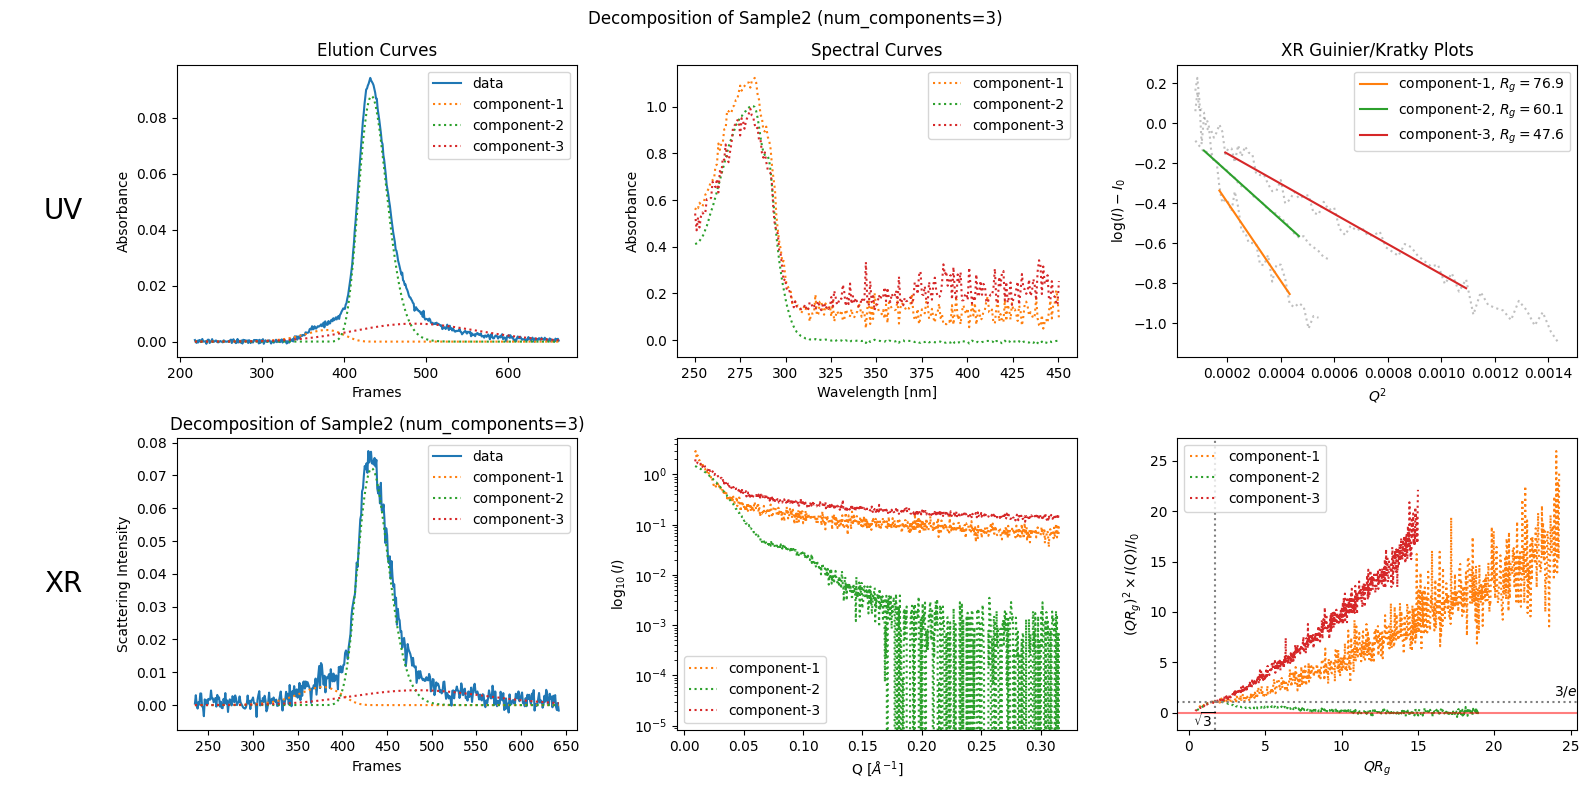 Decomposition of Sample2 (num_components=3)
UV
Elution Curves
Absorbance
0.00
0.02
0.04
0.06
0.08
200
300
400
500
600
Frames
data
component-1
component-2
component-3
Spectral Curves
Absorbance
0.0
0.2
0.4
0.6
0.8
1.0
250
275
300
325
350
375
400
425
450
Wavelength [nm]
component-1
component-2
component-3
XR Guinier/Kratky Plots
log(I) − I₀
0.2
0.0
−0.2
−0.4
−0.6
−0.8
−1.0
0.0002 0.0004 0.0006 0.0008 0.0010 0.0012 0.0014
Q²
component-1, R_g = 76.9
component-2, R_g = 60.1
component-3, R_g = 47.6
XR
Decomposition of Sample2 (num_components=3)
Scattering Intensity
0.08
0.07
0.06
0.05
0.04
0.03
0.02
0.01
0.00
250
300
350
400
450
500
550
600
650
Frames
data
component-1
component-2
component-3
log₁₀(I)
10⁰
10⁻¹
10⁻²
10⁻³
10⁻⁴
10⁻⁵
0.00
0.05
0.10
0.15
0.20
0.25
0.30
Q [Å⁻¹]
component-1
component-2
component-3
(QR_g)² × I(Q)/I₀
25
20
15
10
5
0
0
5
10
15
20
25
QR_g
component-1
component-2
component-3
3/e
√3